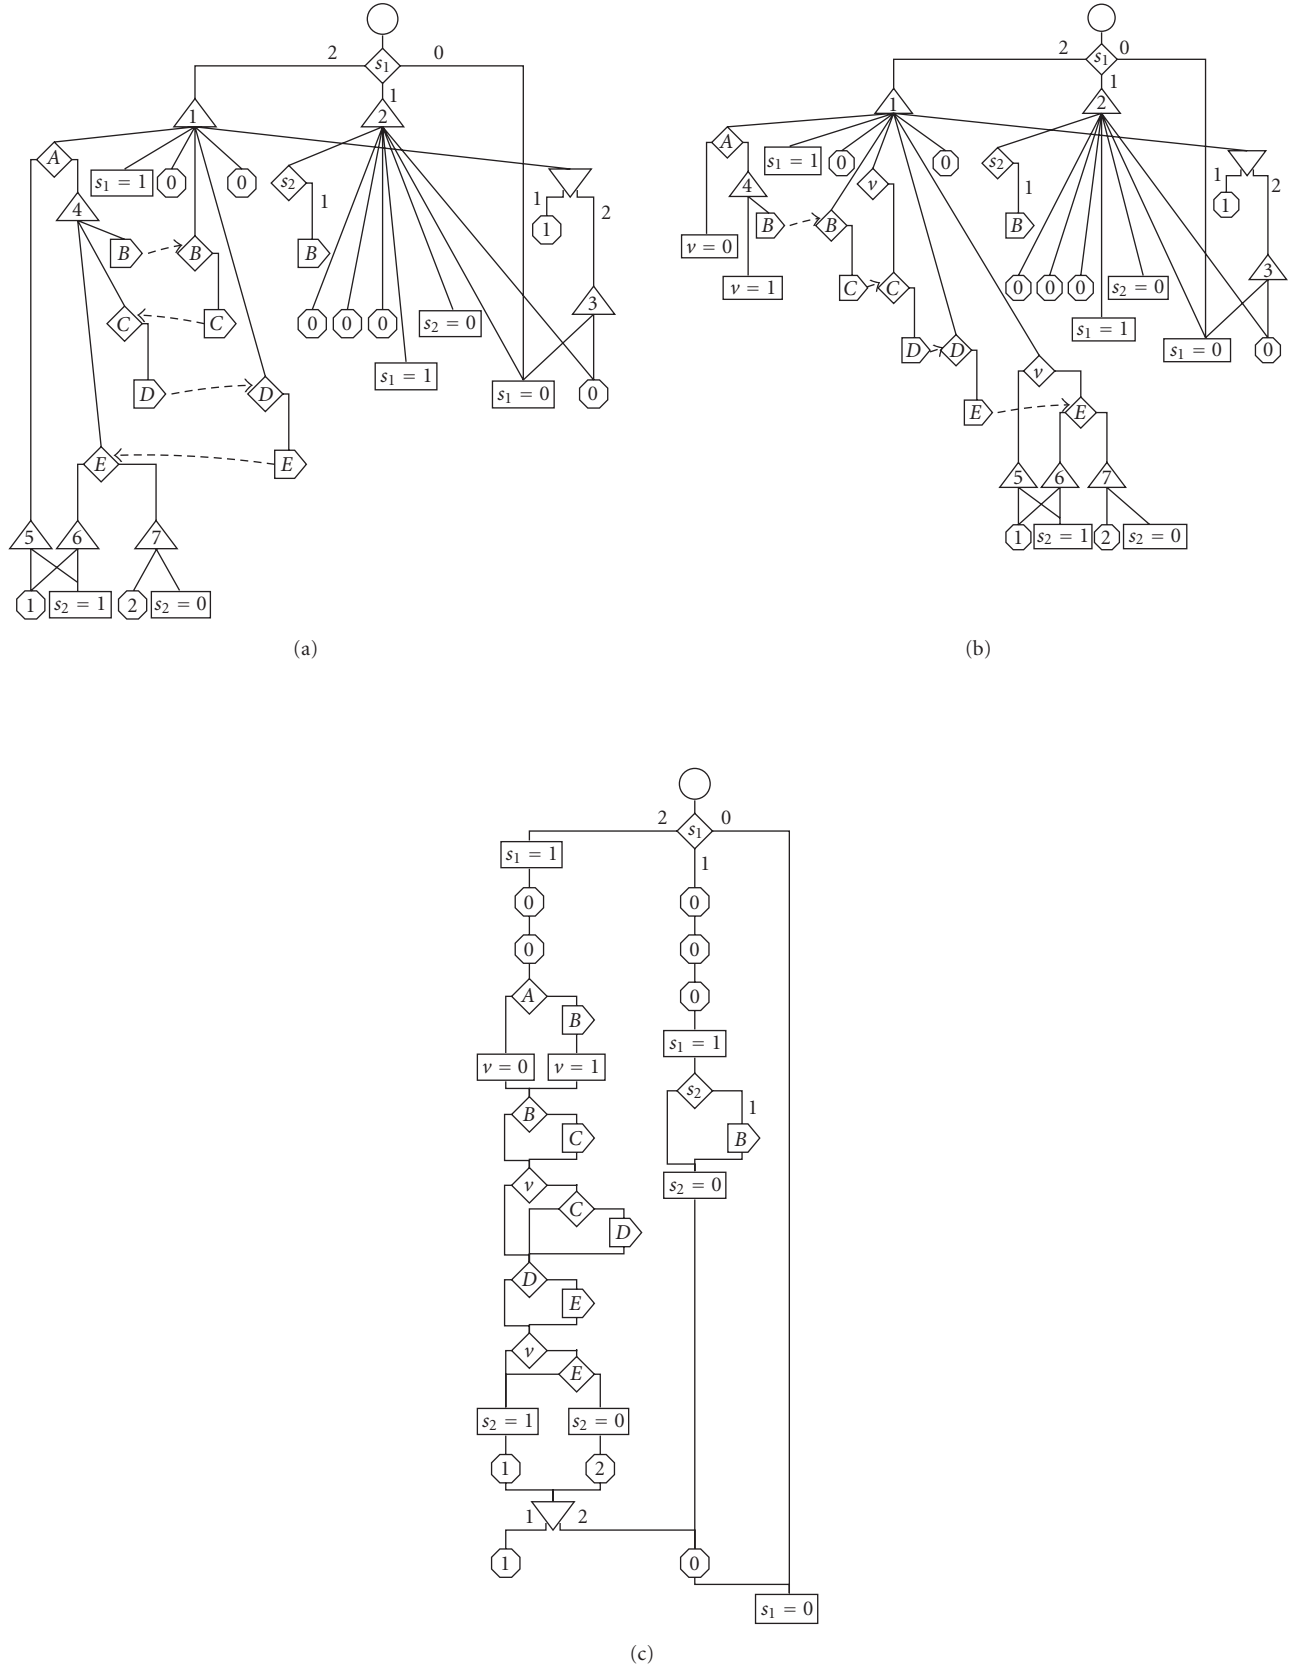 2 s1 0
1
1 2
A s1 = 1 0 0 s2
4 1 1 2
B B B 1
C C 0 0 0 s2 = 0 3
D D s1 = 1 s1 = 0 0
E E
5 6 7
1 s2 = 1 2 s2 = 0
(a)
2 s1 0
1
1 2
A s1 = 1 0 0 s2
4 v 1 1 2
v = 0 B B B 1
v = 1 C C 0 0 0 s2 = 0 3
D D s1 = 1 s1 = 0 0
v
E E
5 6 7
1 s2 = 1 2 s2 = 0
(b)
2 s1 0
s1 = 1 1
0 0
0 0
A 0
B
v = 0 v = 1 s1 = 1
B s2 1
C B
v s2 = 0
C
D
D
E
v
E
s2 = 1 s2 = 0
1 2
1 2
1 0
s1 = 0
(c)